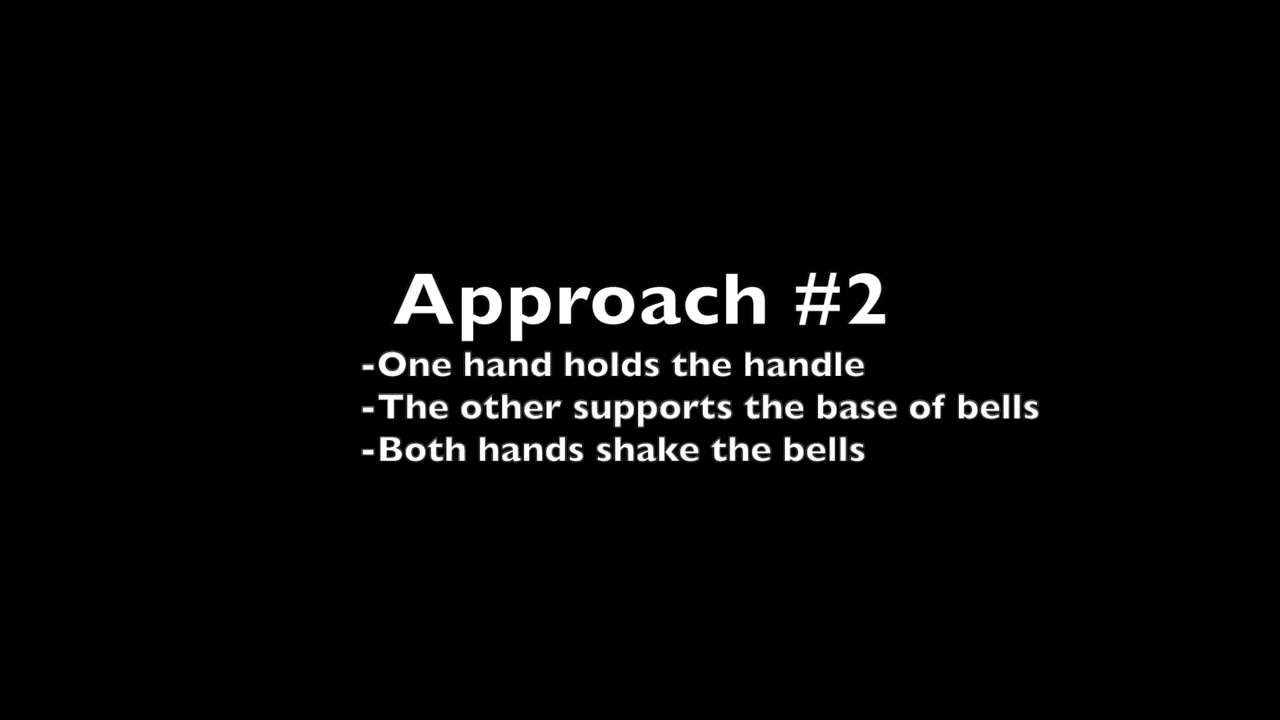 Approach #2
-One hand holds the handle
-The other supports the base of bells
-Both hands shake the bells